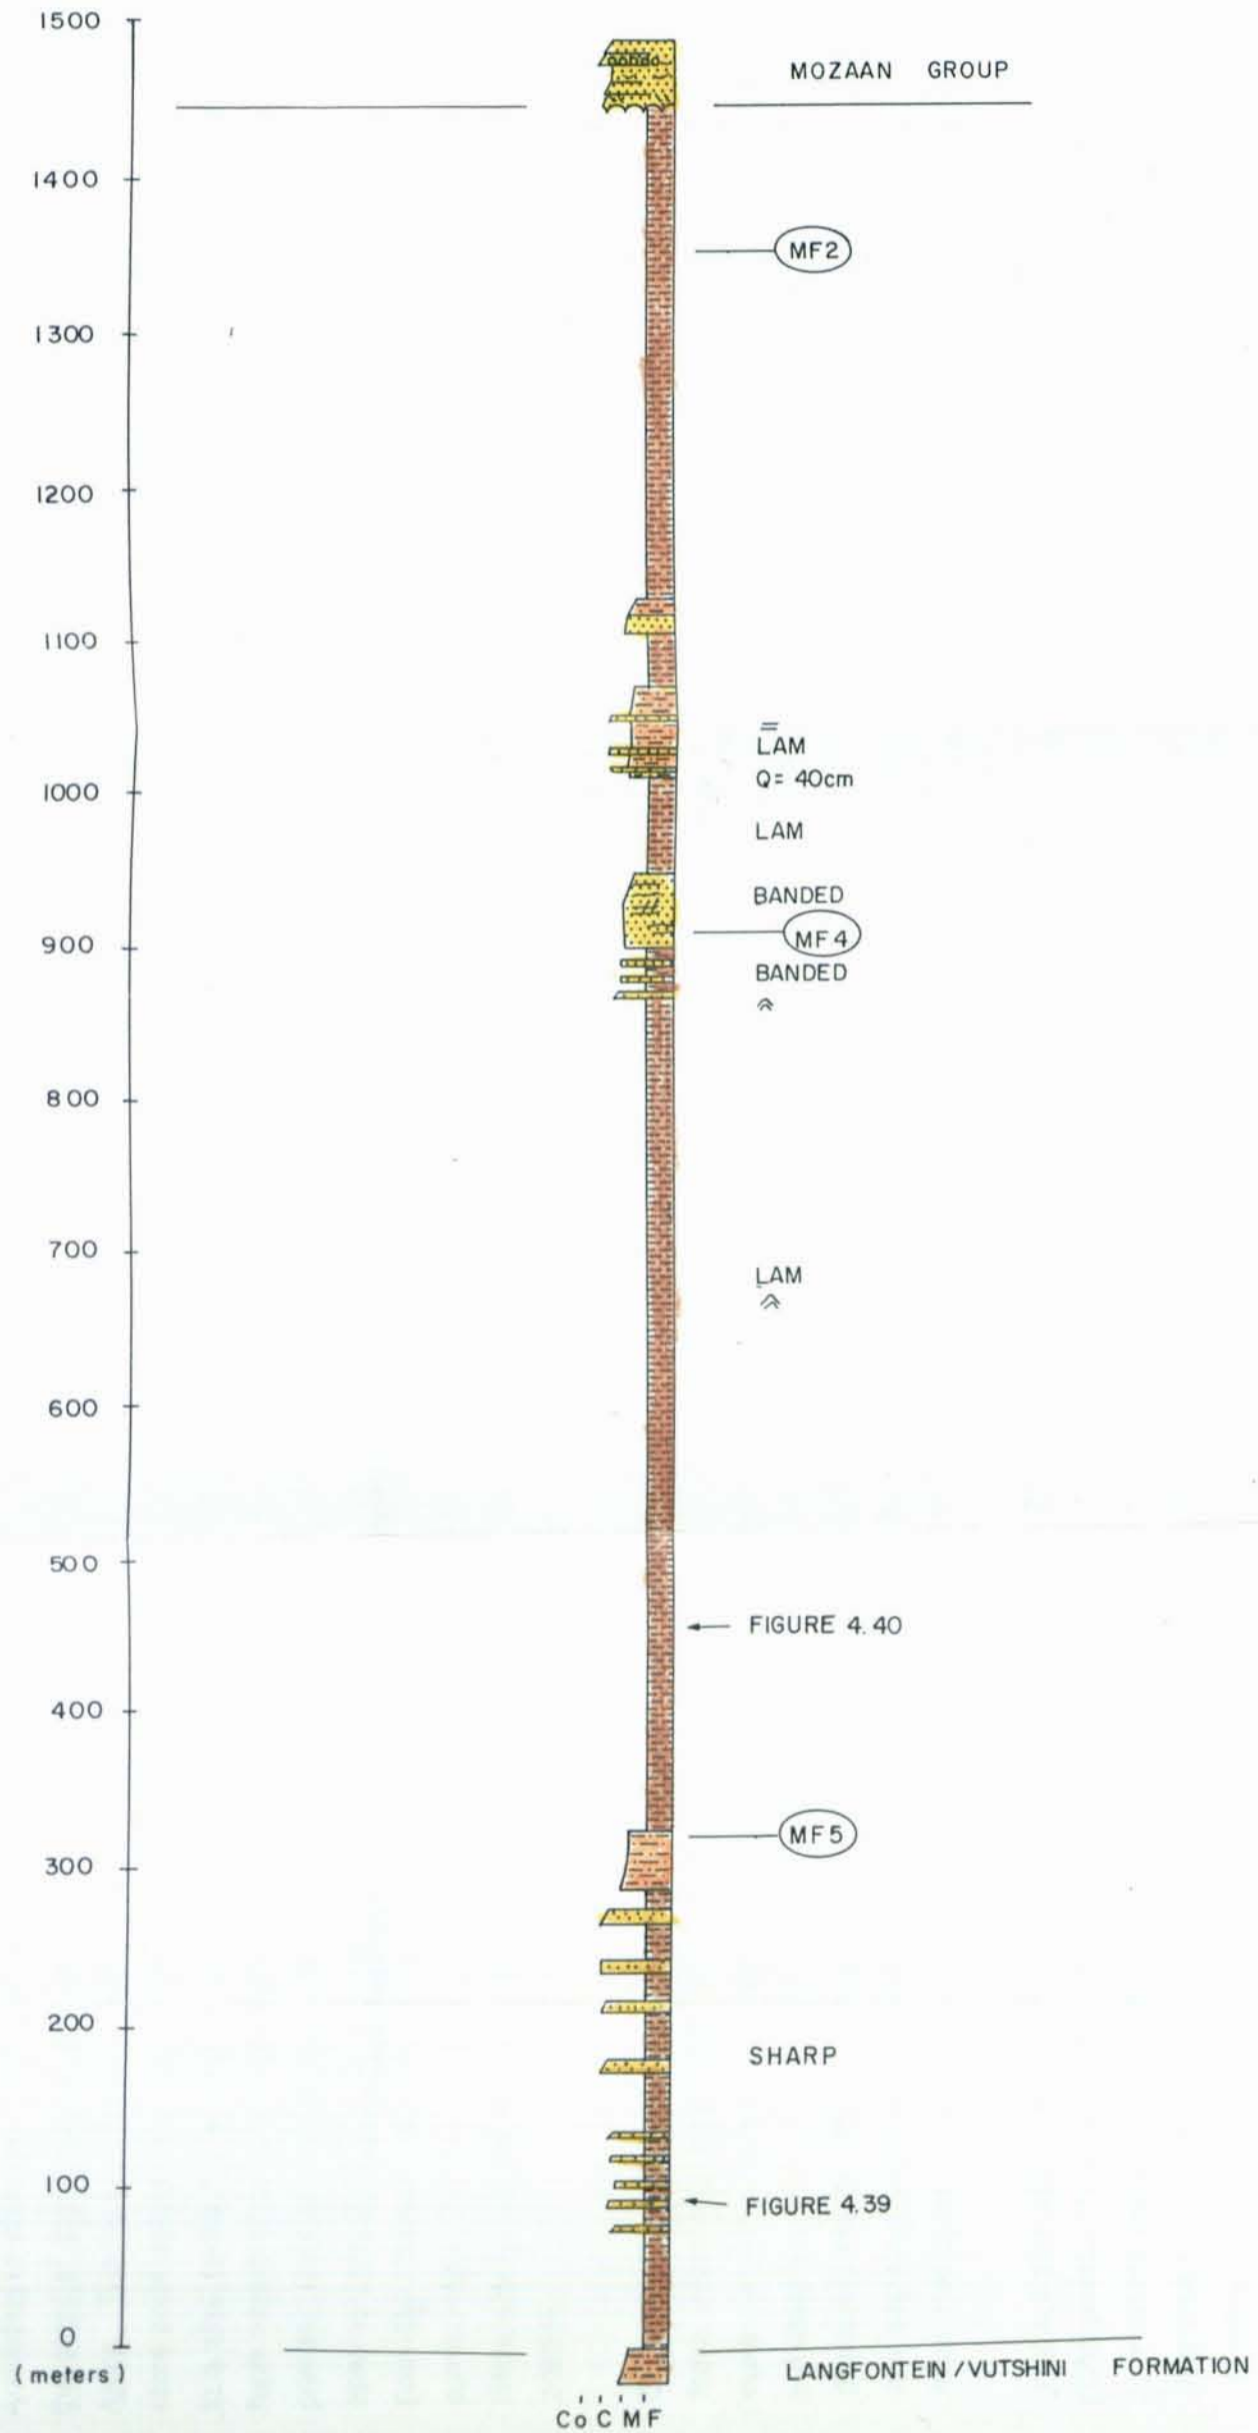 1500
MOZAAN GROUP
1400
MF2
1300
1200
1100
LAM
Q= 40cm
1000
LAM
BANDED
900
MF4
BANDED
800
700
LAM
600
500
FIGURE 4.40
400
MF5
300
200
SHARP
100
FIGURE 4.39
0
(meters)
LANGFONTEIN / VUTSHINI FORMATION
Co C M F